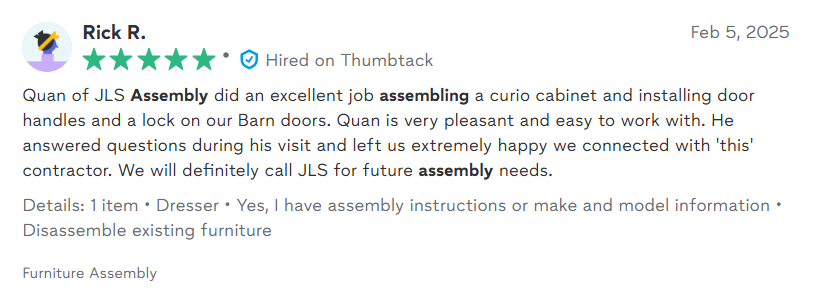 Rick R.
Feb 5, 2025
• Hired on Thumbtack
Quan of JLS Assembly did an excellent job assembling a curio cabinet and installing door
handles and a lock on our Barn doors. Quan is very pleasant and easy to work with. He
answered questions during his visit and left us extremely happy we connected with 'this'
contractor. We will definitely call JLS for future assembly needs.
Details: 1 item • Dresser • Yes, I have assembly instructions or make and model information •
Disassemble existing furniture
Furniture Assembly